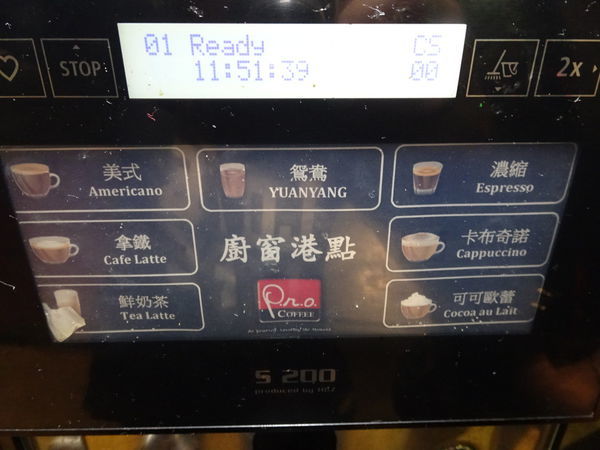 01 Ready CS
11:51:39 00
STOP
2x
美式
Americano
鴛鴦
YUANYANG
濃縮
Espresso
拿鐵
Cafe Latte
廚窗港點
卡布奇諾
Cappuccino
鮮奶茶
Tea Latte
P.r.o.
COFFEE
可可歐蕾
Cocoa au Lait
S 200
produced by